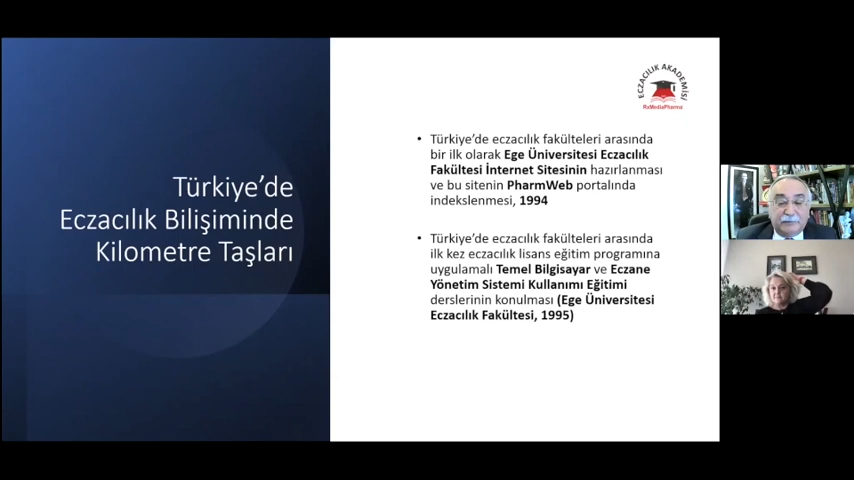 Türkiye'de
Eczacılık Bilişiminde
Kilometre Taşları
ECZACILIK AKADEMİSİ
RxMediaPharma
• Türkiye'de eczacılık fakülteleri arasında
bir ilk olarak Ege Üniversitesi Eczacılık
Fakültesi İnternet Sitesinin hazırlanması
ve bu sitenin PharmWeb portalında
indekslenmesi, 1994
• Türkiye'de eczacılık fakülteleri arasında
ilk kez eczacılık lisans eğitim programına
uygulamalı Temel Bilgisayar ve Eczane
Yönetim Sistemi Kullanımı Eğitimi
derslerinin konulması (Ege Üniversitesi
Eczacılık Fakültesi, 1995)